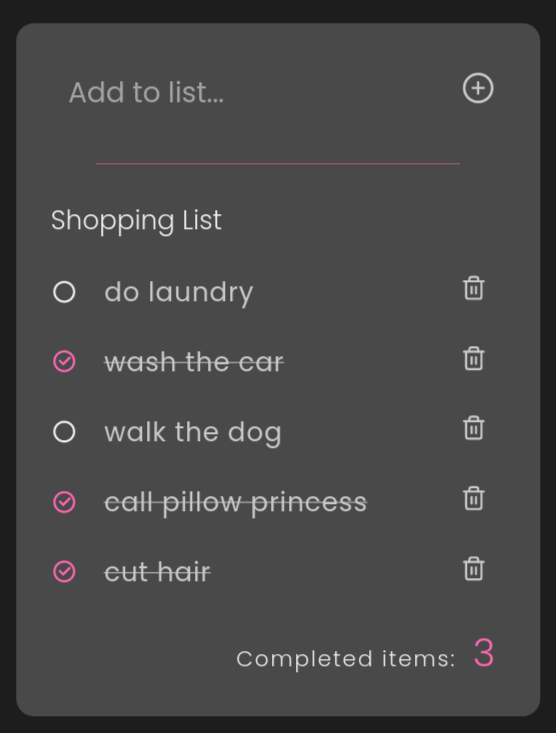 Add to list...
Shopping List
do laundry
wash the car
walk the dog
call pillow princess
cut hair
Completed items: 3